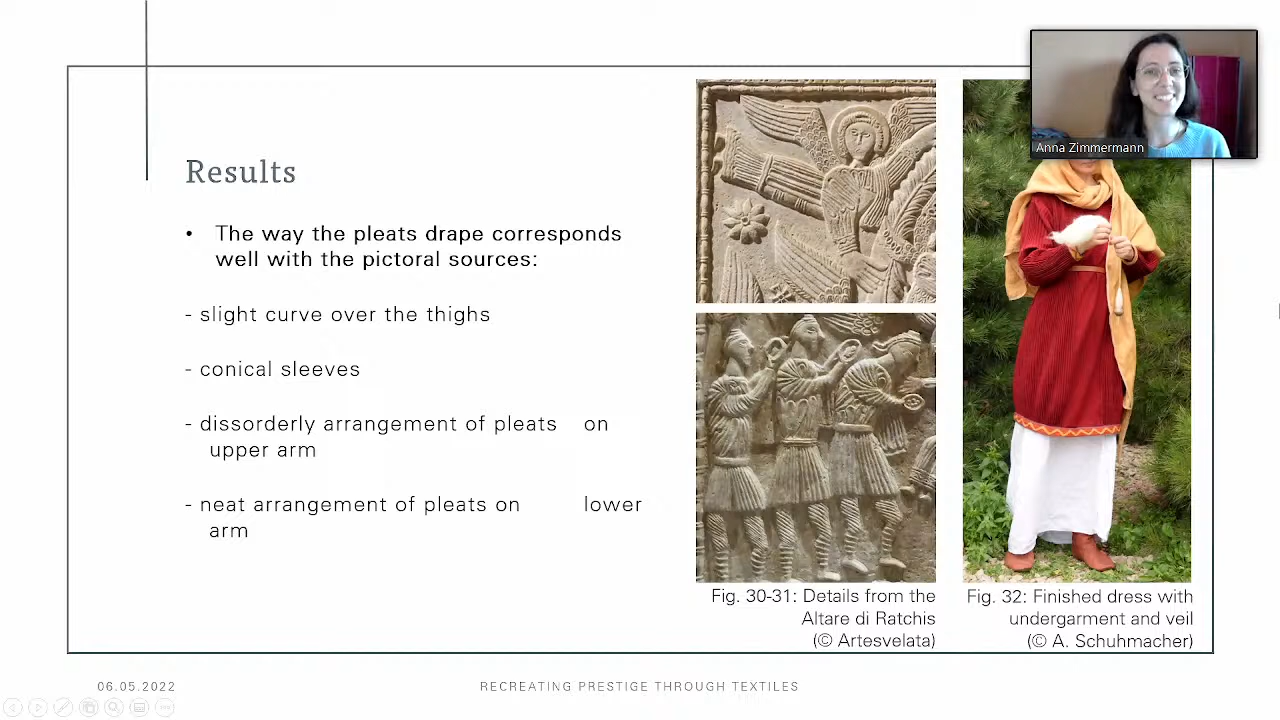 Anna Zimmermann
Results
• The way the pleats drape corresponds
well with the pictoral sources:
- slight curve over the thighs
- conical sleeves
- dissorderly arrangement of pleats on
upper arm
- neat arrangement of pleats on lower
arm
Fig. 30-31: Details from the
Altare di Ratchis
(© Artesvelata)
Fig. 32: Finished dress with
undergarment and veil
(© A. Schuhmacher)
06.05.2022
RECREATING PRESTIGE THROUGH TEXTILES